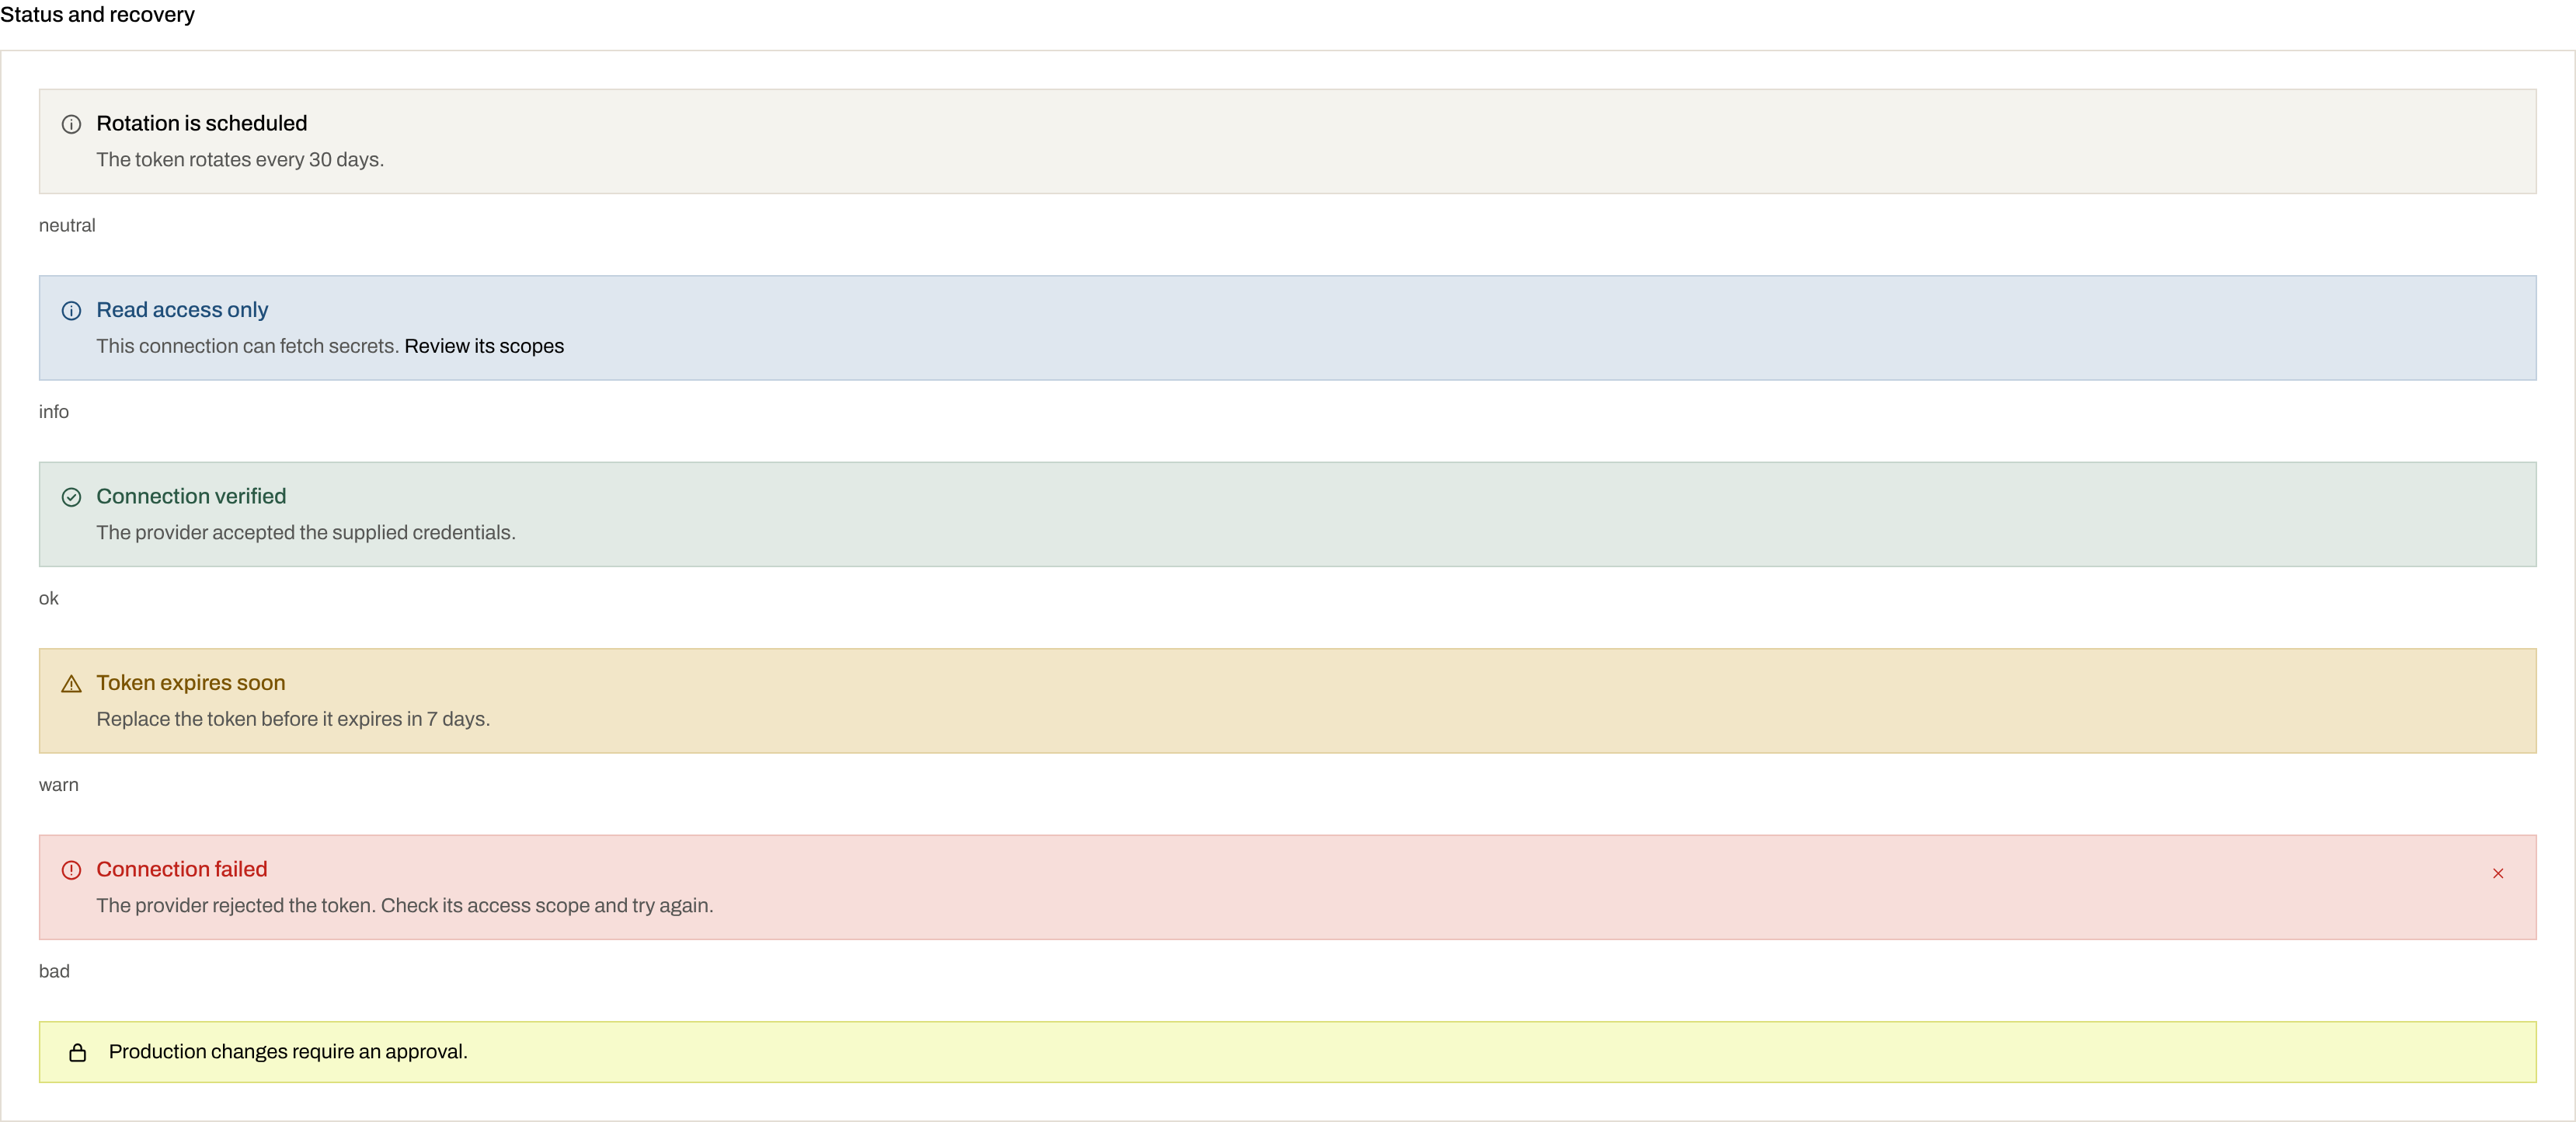 Status and recovery
Rotation is scheduled
The token rotates every 30 days.
neutral
Read access only
This connection can fetch secrets. Review its scopes
info
Connection verified
The provider accepted the supplied credentials.
ok
Token expires soon
Replace the token before it expires in 7 days.
warn
Connection failed
The provider rejected the token. Check its access scope and try again.
bad
Production changes require an approval.